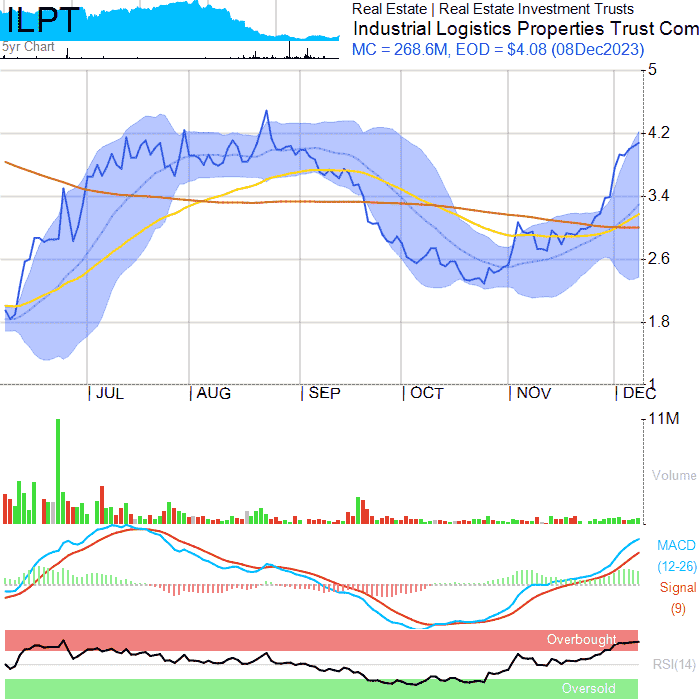 ILPT
5yr Chart
Real Estate | Real Estate Investment Trusts
Industrial Logistics Properties Trust Com
MC = 268.6M, EOD = $4.08 (08Dec2023)
5
4.2
3.4
2.6
1.8
1
JUL
AUG
SEP
OCT
NOV
DEC
11M
Volume
MACD
(12-26)
Signal
(9)
Overbought
RSI(14)
Oversold